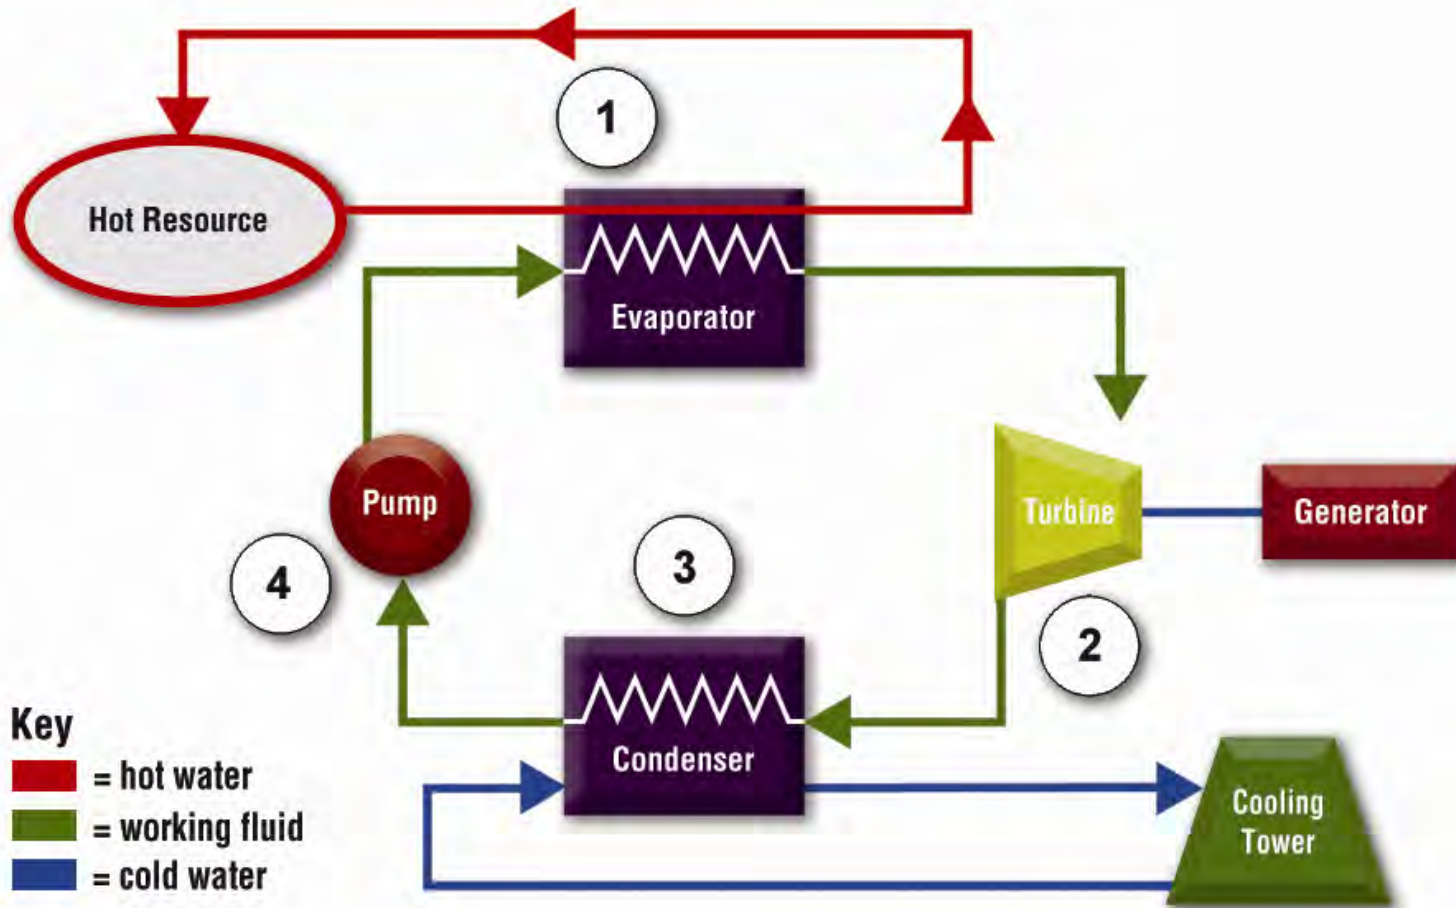 1
Hot Resource
Evaporator
Pump
Turbine
Generator
4
3
2
Condenser
Cooling
Tower
Key
= hot water
= working fluid
= cold water